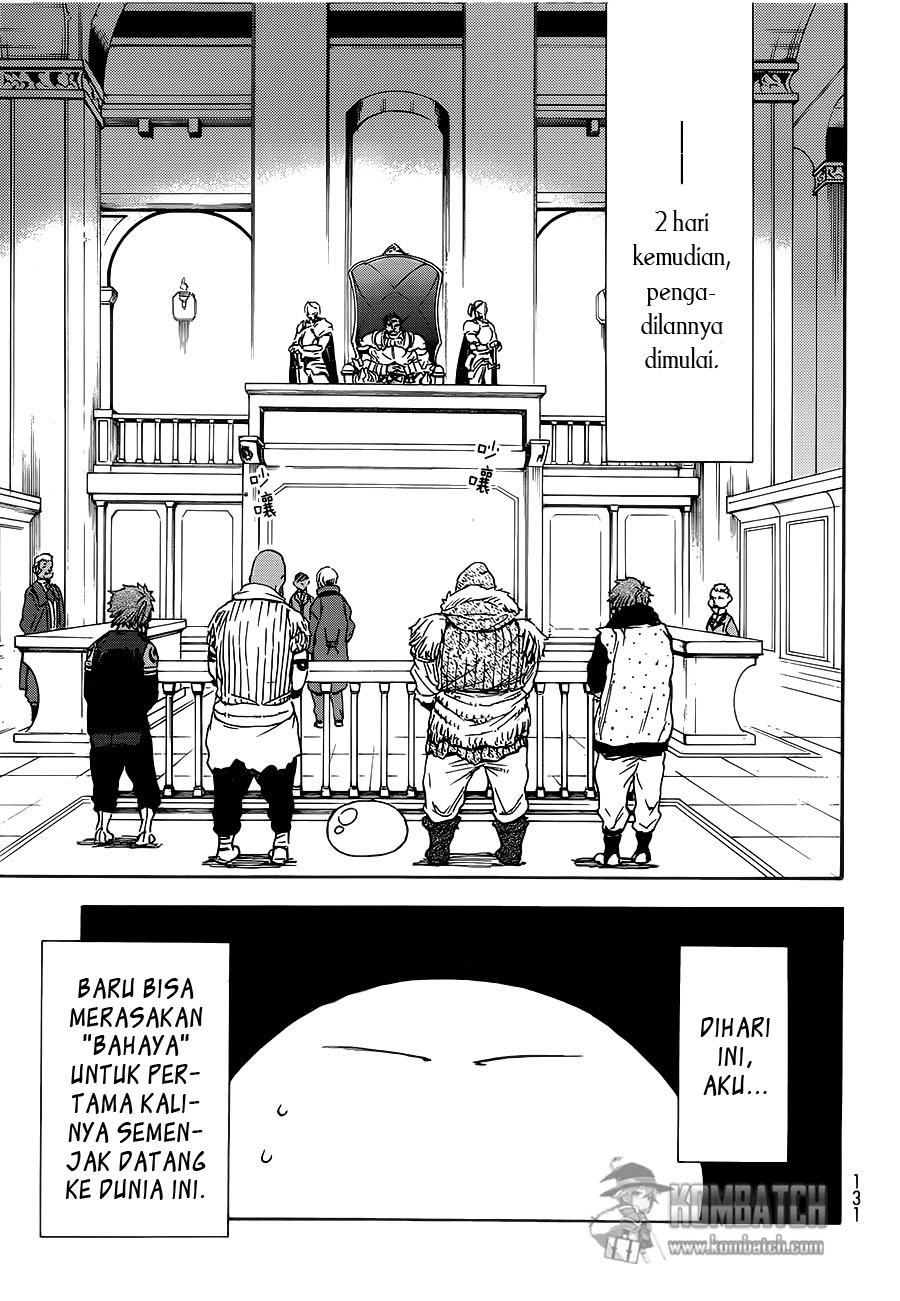 2 hari
kemudian,
penga-
dilannya
dimulai.
吵
嚷
吵
嚷
DIHARI
INI,
AKU...
BARU BISA
MERASAKAN
"BAHAYA"
UNTUK PER-
TAMA KALI-
NYA SEMEN-
JAK DATANG
KE DUNIA INI.
KOMBATCH
www.kombatch.com
131